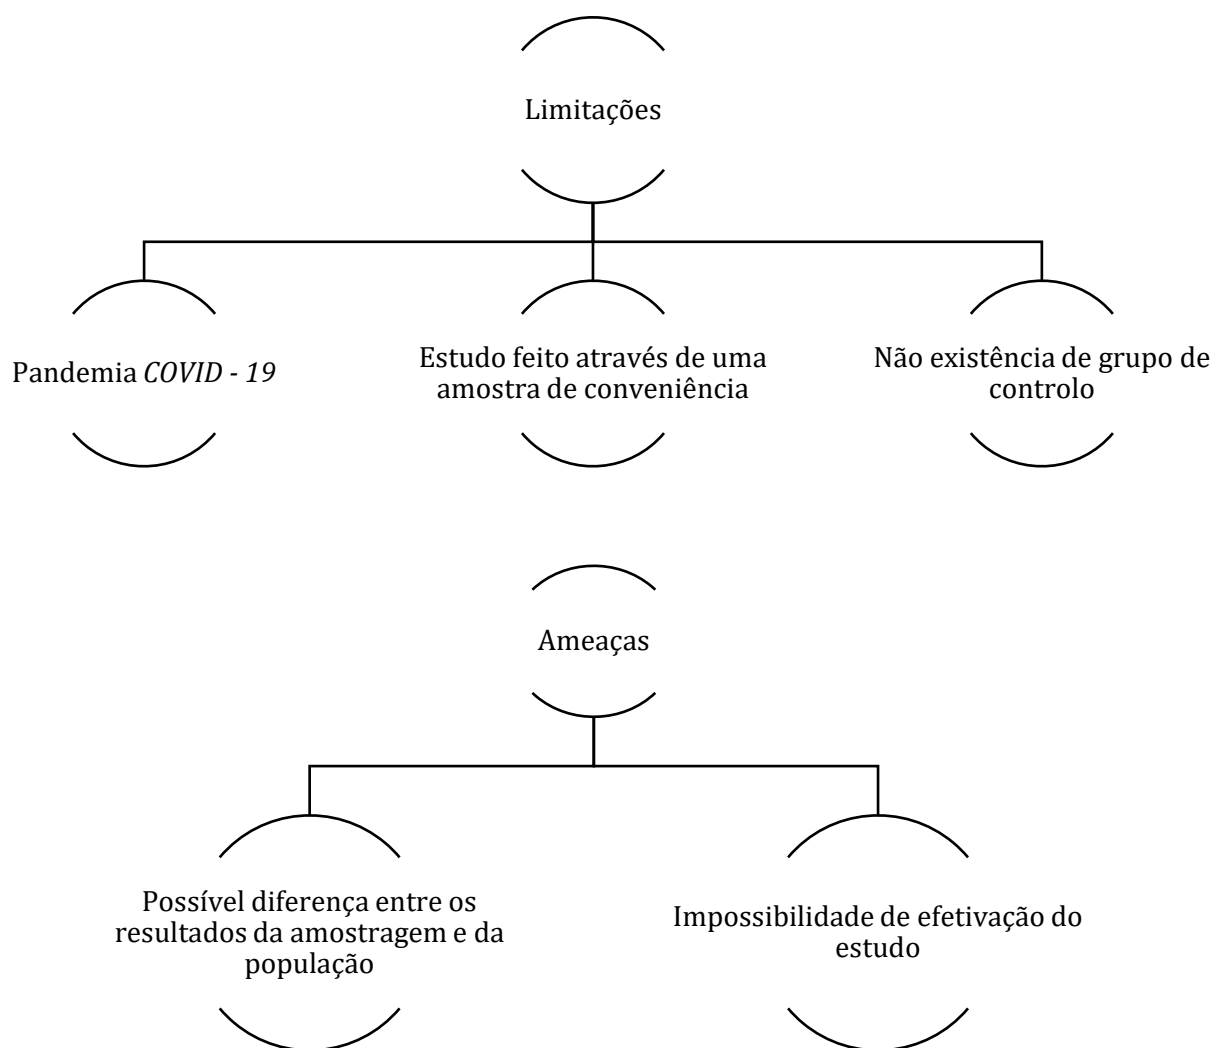 Limitações
Pandemia COVID - 19
Estudo feito através de uma
amostra de conveniência
Não existência de grupo de
controlo
Ameaças
Possível diferença entre os
resultados da amostragem e da
população
Impossibilidade de efetivação do
estudo